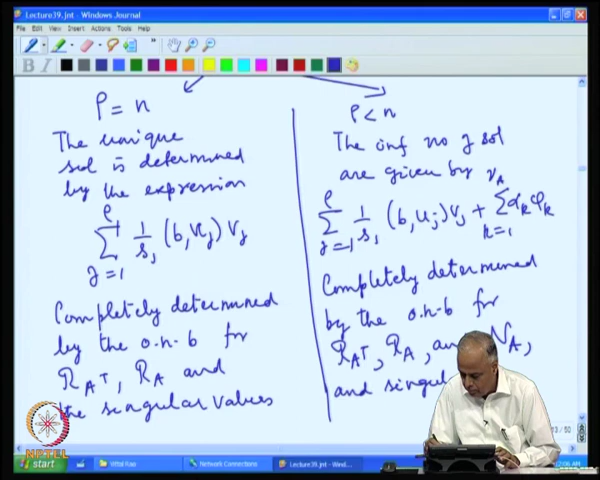 Lecture39.jnt - Windows Journal
File Edit View Insert Actions Tools Help
ρ = n
The unique
sol is determined
by the expression
∑_{j=1}^{ρ} 1/s_j (b, u_j) v_j
Completely determined
by the o.n.b for
R_{A^T}, R_A and
the singular values
ρ < n
The inf no of sol
are given by
∑_{j=1}^{ρ} 1/s_j (b, u_j) v_j + ∑_{k=1}^{ν_A} α_k φ_k
Completely determined
by the o.n.b for
R_{A^T}, R_A, and N_A,
and singul
NPTEL
start
Vittal Rao
Network Connections
Lecture39.jnt - Wind...